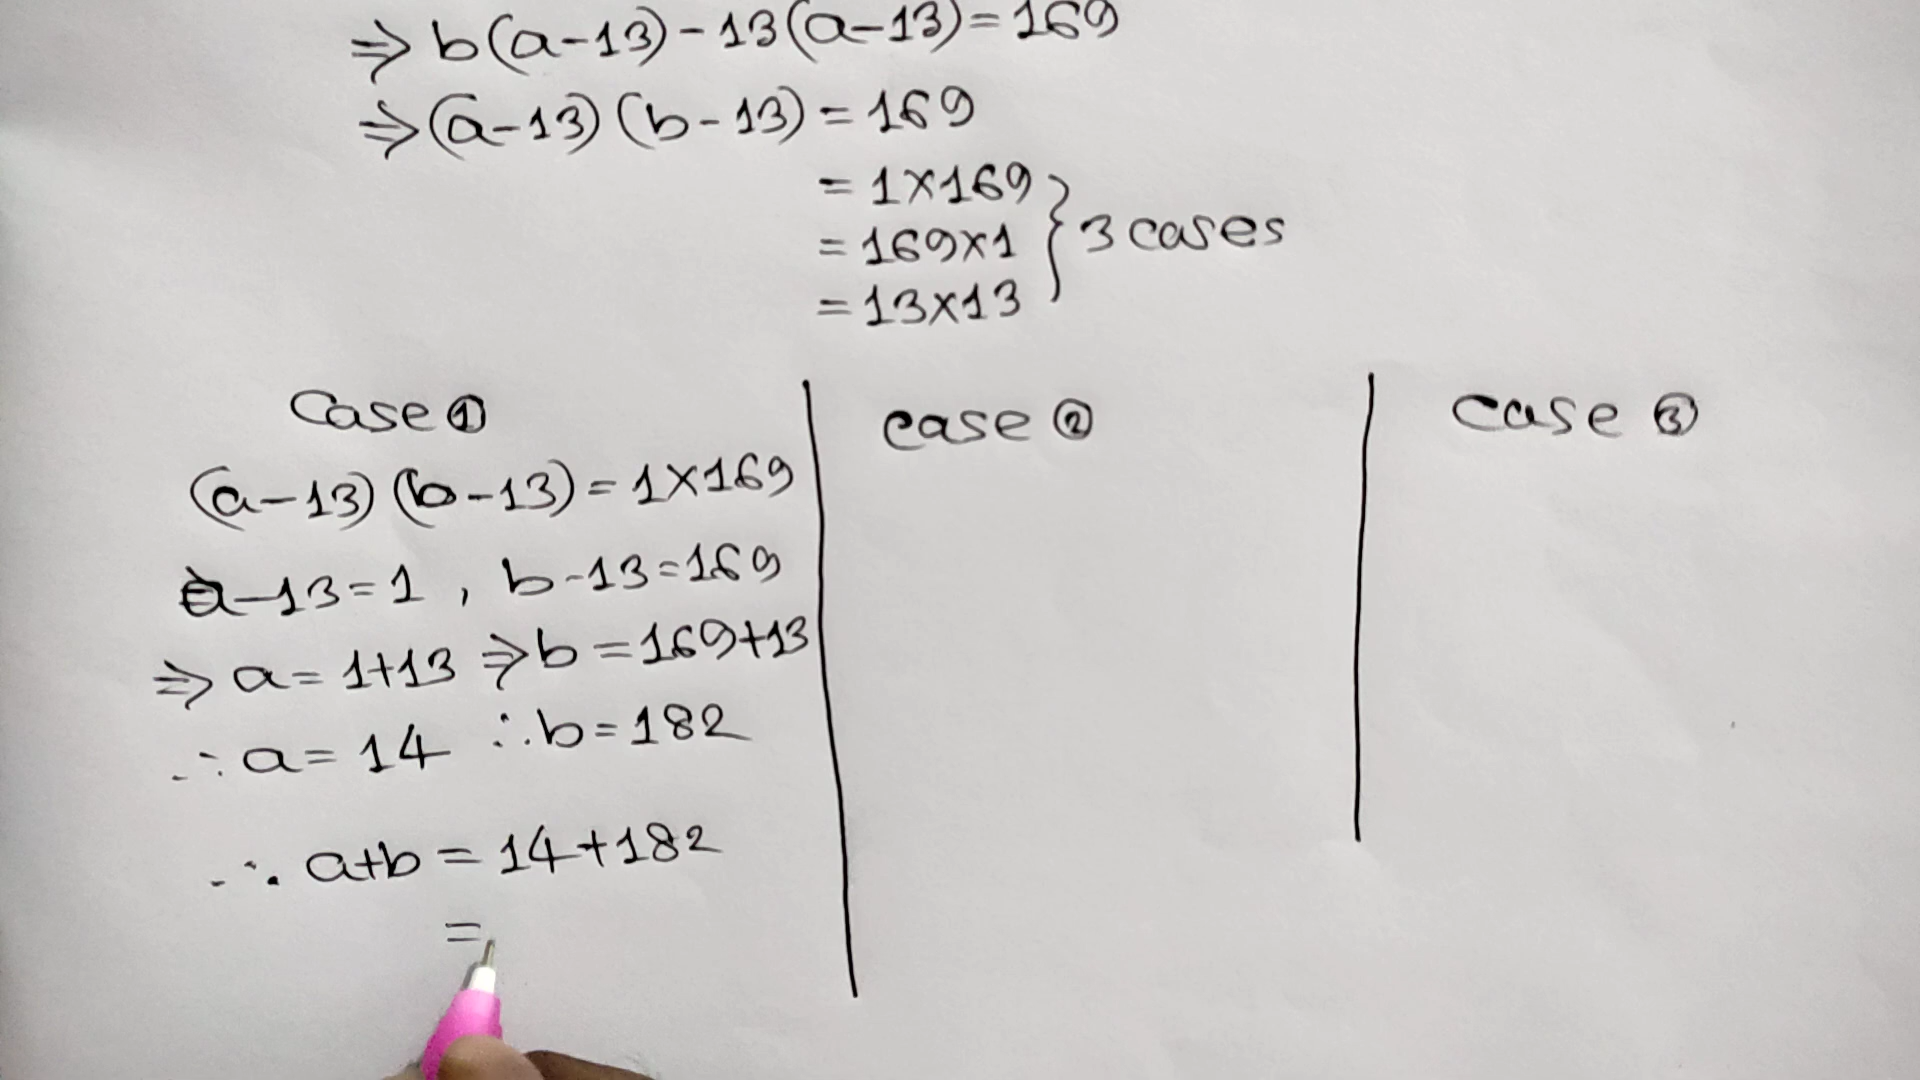 ⇒ b(a-13)-13(a-13)=169
⇒(a-13)(b-13)=169
=1×169
=169×1
=13×13
} 3 cases
Case ①
(a-13)(b-13)=1×169
a-13=1, b-13=169
⇒ a=1+13 ⇒b=169+13
∴ a=14 ∴b=182
∴ a+b=14+182
=
case ②
case ③